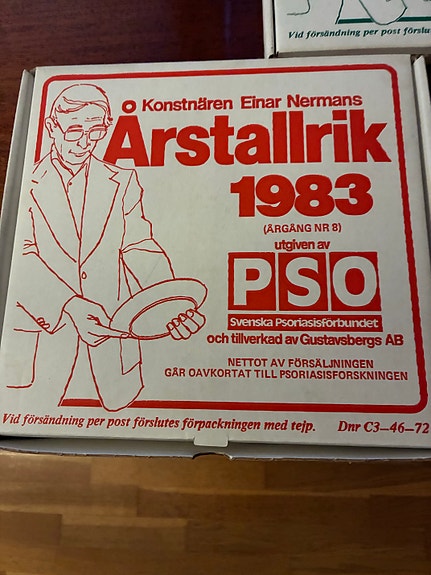 Vid försändning per post förslut
Konstnären Einar Nermans
Årstallrik
1983
(ÅRGÅNG NR 8)
utgiven av
PSO
Svenska Psoriasisförbundet
och tillverkad av Gustavsbergs AB
NETTOT AV FÖRSÄLJNINGEN
GÅR OAVKORTAT TILL PSORIASISFORSKNINGEN
Vid försändning per post förslutes förpackningen med tejp. Dnr C3—46—72